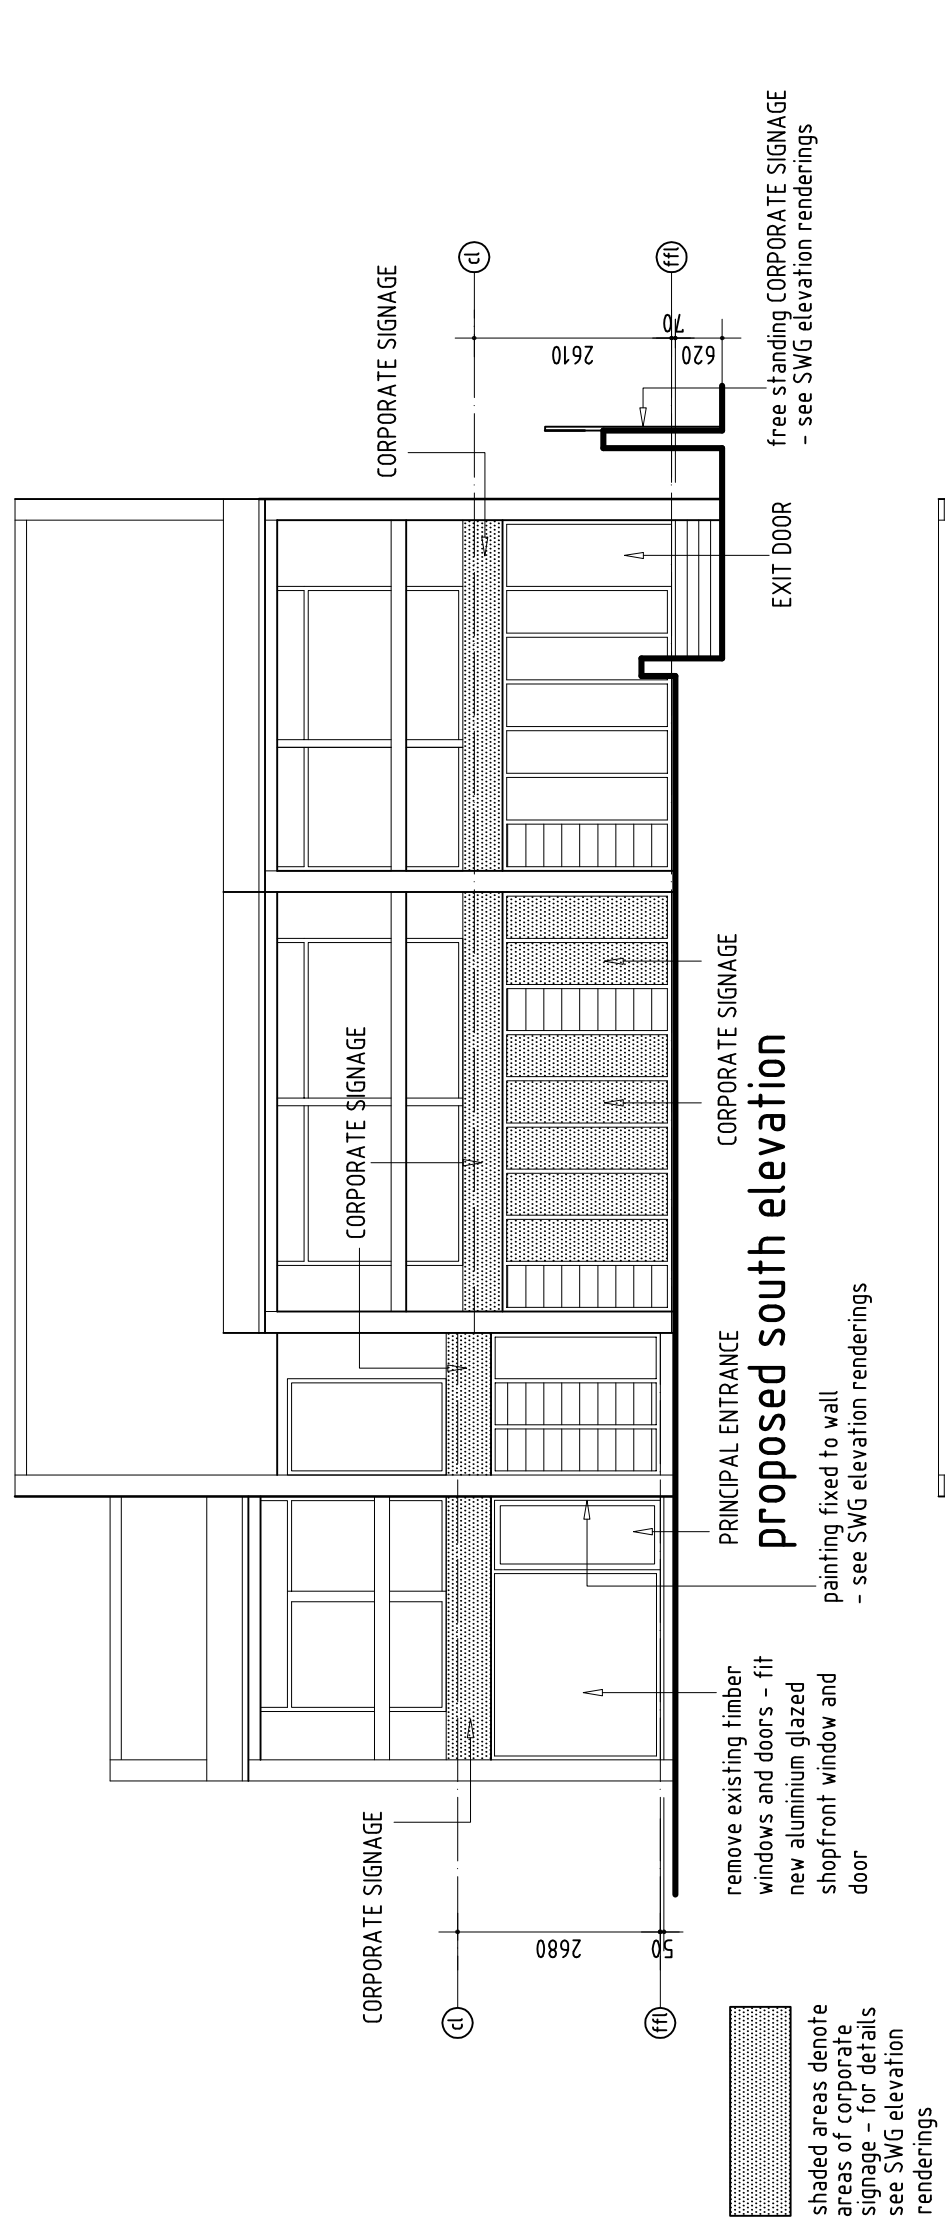 CORPORATE SIGNAGE
CORPORATE SIGNAGE
CORPORATE SIGNAGE
cl
cl
2680
2610
ffl
ffl
50
70
620
remove existing timber
windows and doors - fit
new aluminium glazed
shopfront window and
door
PRINCIPAL ENTRANCE
CORPORATE SIGNAGE
EXIT DOOR
free standing CORPORATE SIGNAGE
- see SWG elevation renderings
proposed south elevation
painting fixed to wall
- see SWG elevation renderings
shaded areas denote
areas of corporate
signage - for details
see SWG elevation
renderings